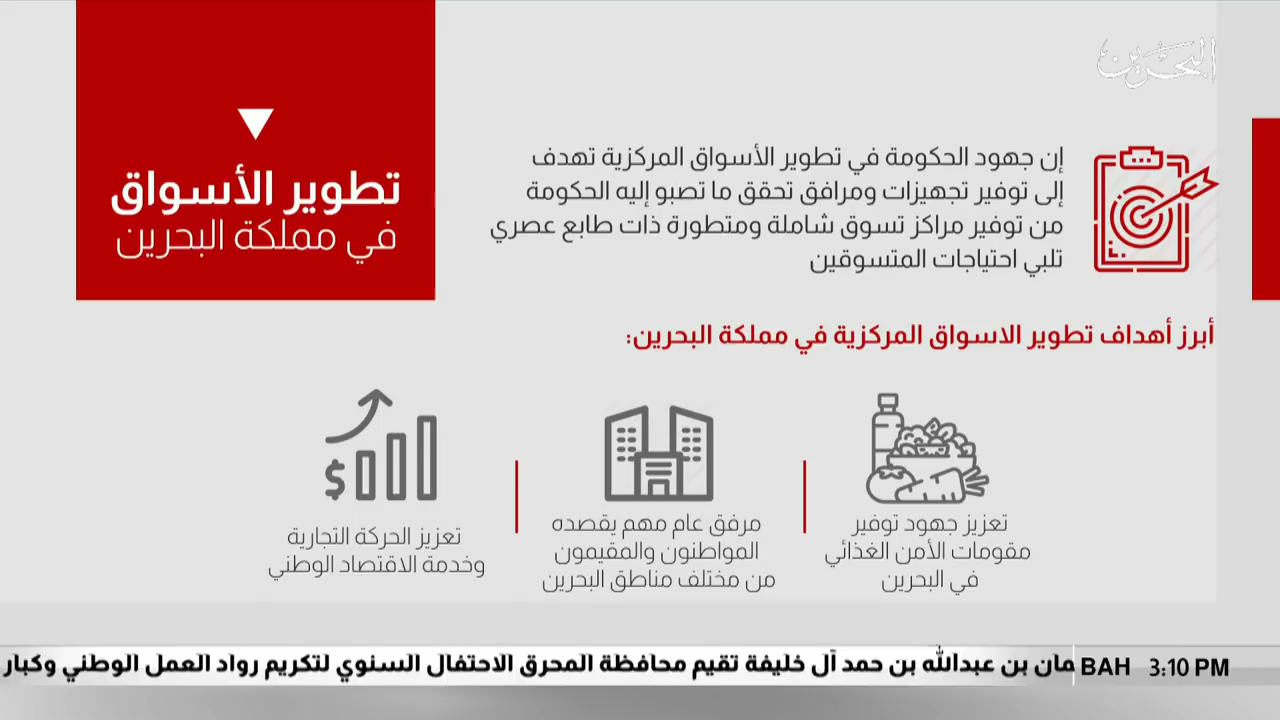 البحرين
تطوير الأسواق
في مملكة البحرين
إن جهود الحكومة في تطوير الأسواق المركزية تهدف
إلى توفير تجهيزات ومرافق تحقق ما تصبو إليه الحكومة
من توفير مراكز تسوق شاملة ومتطورة ذات طابع عصري
تلبي احتياجات المتسوقين
أبرز أهداف تطوير الاسواق المركزية في مملكة البحرين:
تعزيز جهود توفير
مقومات الأمن الغذائي
في البحرين
مرفق عام مهم يقصده
المواطنون والمقيمون
من مختلف مناطق البحرين
تعزيز الحركة التجارية
وخدمة الاقتصاد الوطني
$
مان بن عبدالله بن حمد آل خليفة تقيم محافظة المحرق الاحتفال السنوي لتكريم رواد العمل الوطني وكبار
BAH 3:10 PM